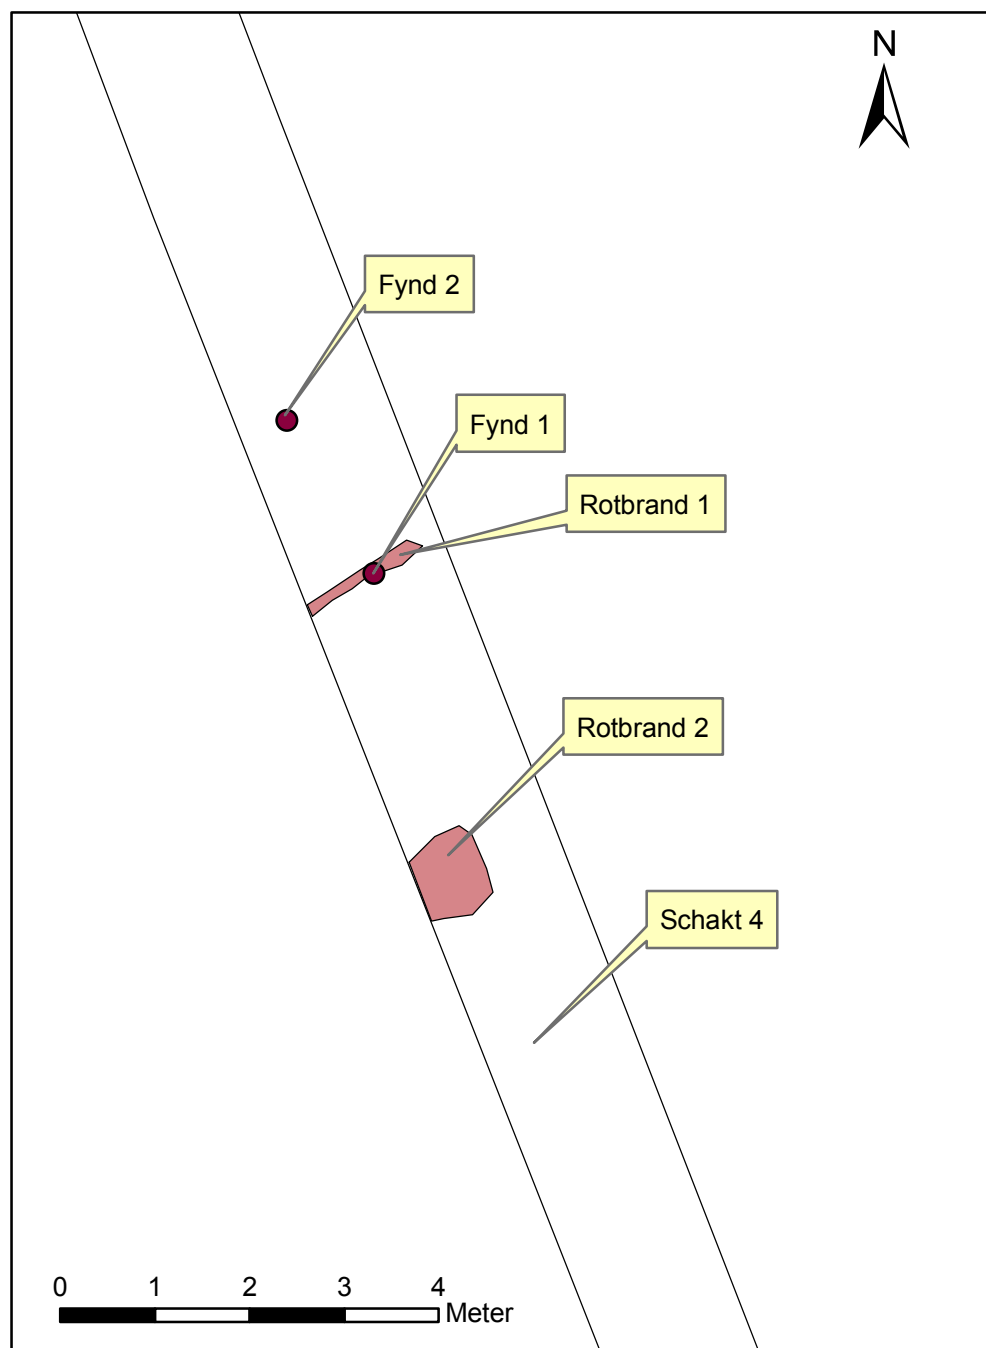 N
Fynd 2
Fynd 1
Rotbrand 1
Rotbrand 2
Schakt 4
0 1 2 3 4
Meter